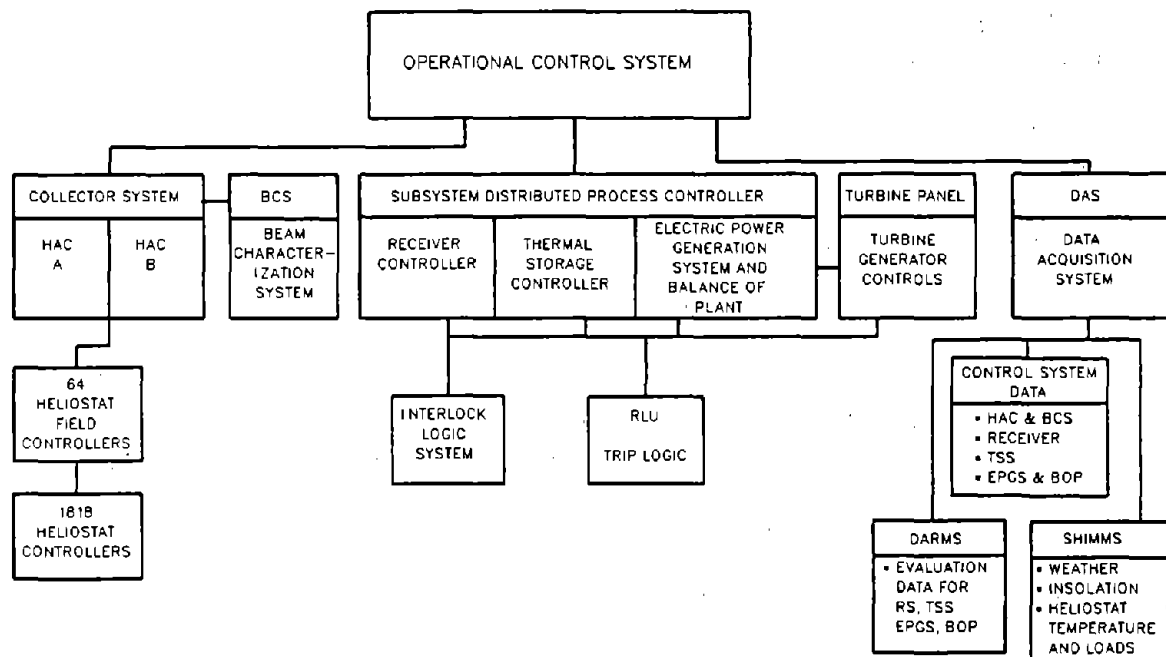 OPERATIONAL CONTROL SYSTEM
COLLECTOR SYSTEM
HAC
A
HAC
B
BCS
BEAM
CHARACTER-
IZATION
SYSTEM
SUBSYSTEM DISTRIBUTED PROCESS CONTROLLER
RECEIVER
CONTROLLER
THERMAL
STORAGE
CONTROLLER
ELECTRIC POWER
GENERATION
SYSTEM AND
BALANCE OF
PLANT
TURBINE PANEL
TURBINE
GENERATOR
CONTROLS
DAS
DATA
ACQUISITION
SYSTEM
64
HELIOSTAT
FIELD
CONTROLLERS
1818
HELIOSTAT
CONTROLLERS
INTERLOCK
LOGIC
SYSTEM
RLU
TRIP LOGIC
CONTROL SYSTEM
DATA
▪ HAC & BCS
▪ RECEIVER
▪ TSS
▪ EPGS & BOP
DARMS
▪ EVALUATION
DATA FOR
RS, TSS
EPGS, BOP
SHIMMS
▪ WEATHER
▪ INSOLATION
▪ HELIOSTAT
TEMPERATURE
AND LOADS